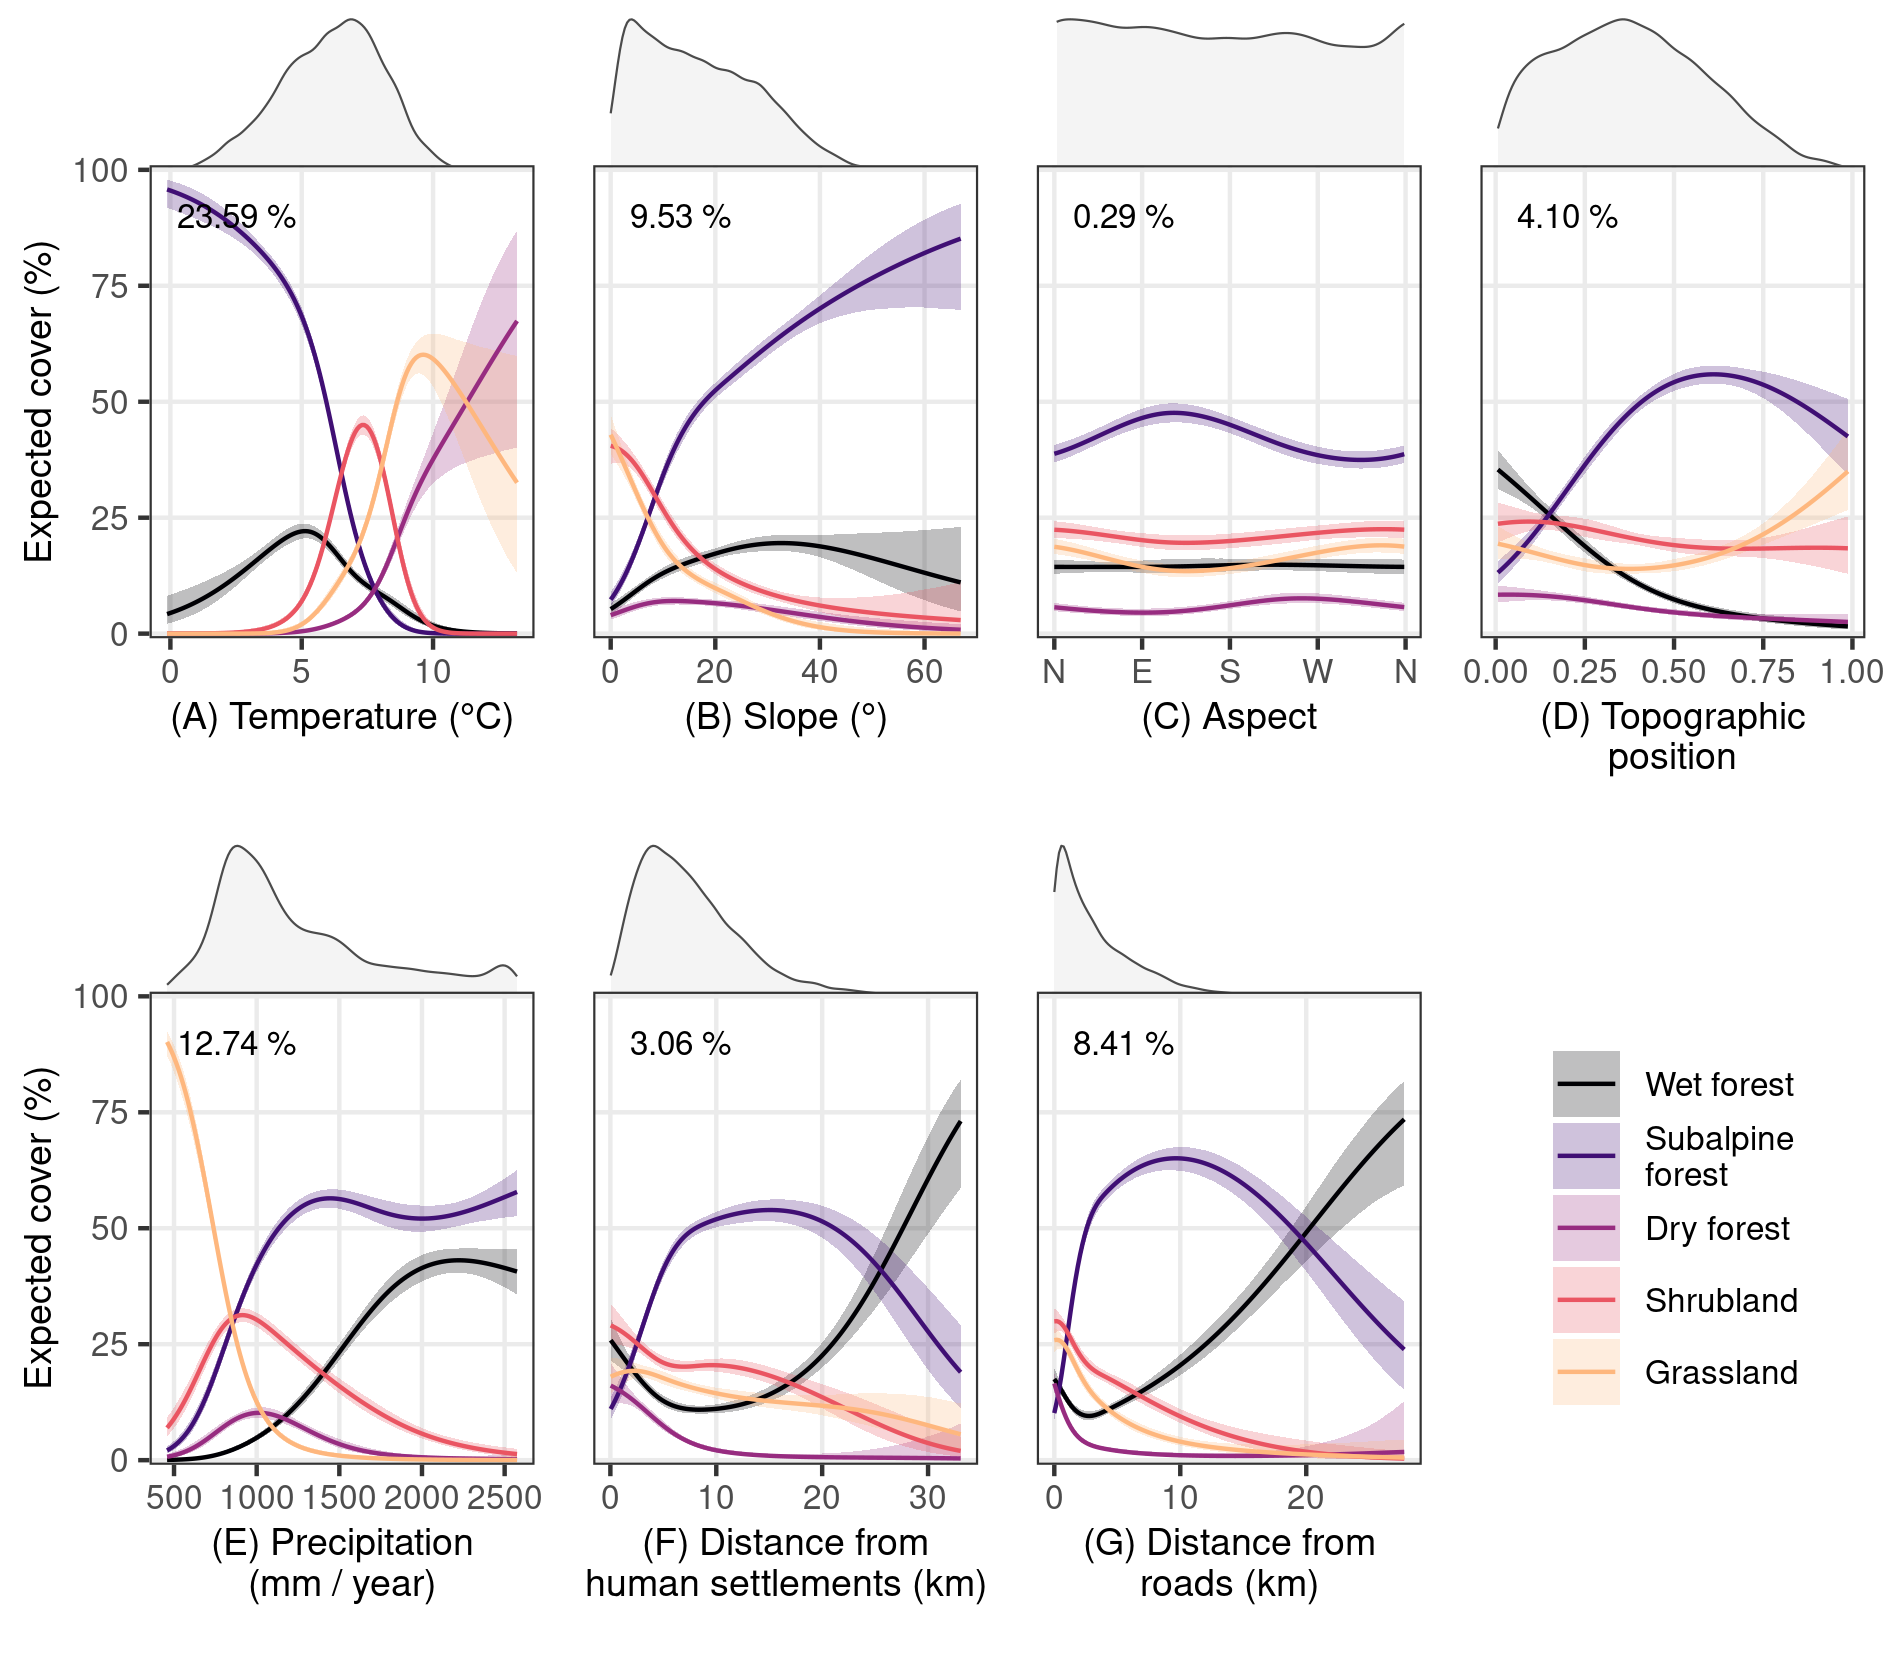 23.59 %
9.53 %
0.29 %
4.10 %
Expected cover (%)
100
75
50
25
0
0 5 10
0 20 40 60
N E S W N
0.00 0.25 0.50 0.75 1.00
(A) Temperature (°C)
(B) Slope (°)
(C) Aspect
(D) Topographic
position
12.74 %
3.06 %
8.41 %
Expected cover (%)
100
75
50
25
0
500 1000 1500 2000 2500
0 10 20 30
0 10 20
(E) Precipitation
(mm / year)
(F) Distance from
human settlements (km)
(G) Distance from
roads (km)
Wet forest
Subalpine
forest
Dry forest
Shrubland
Grassland